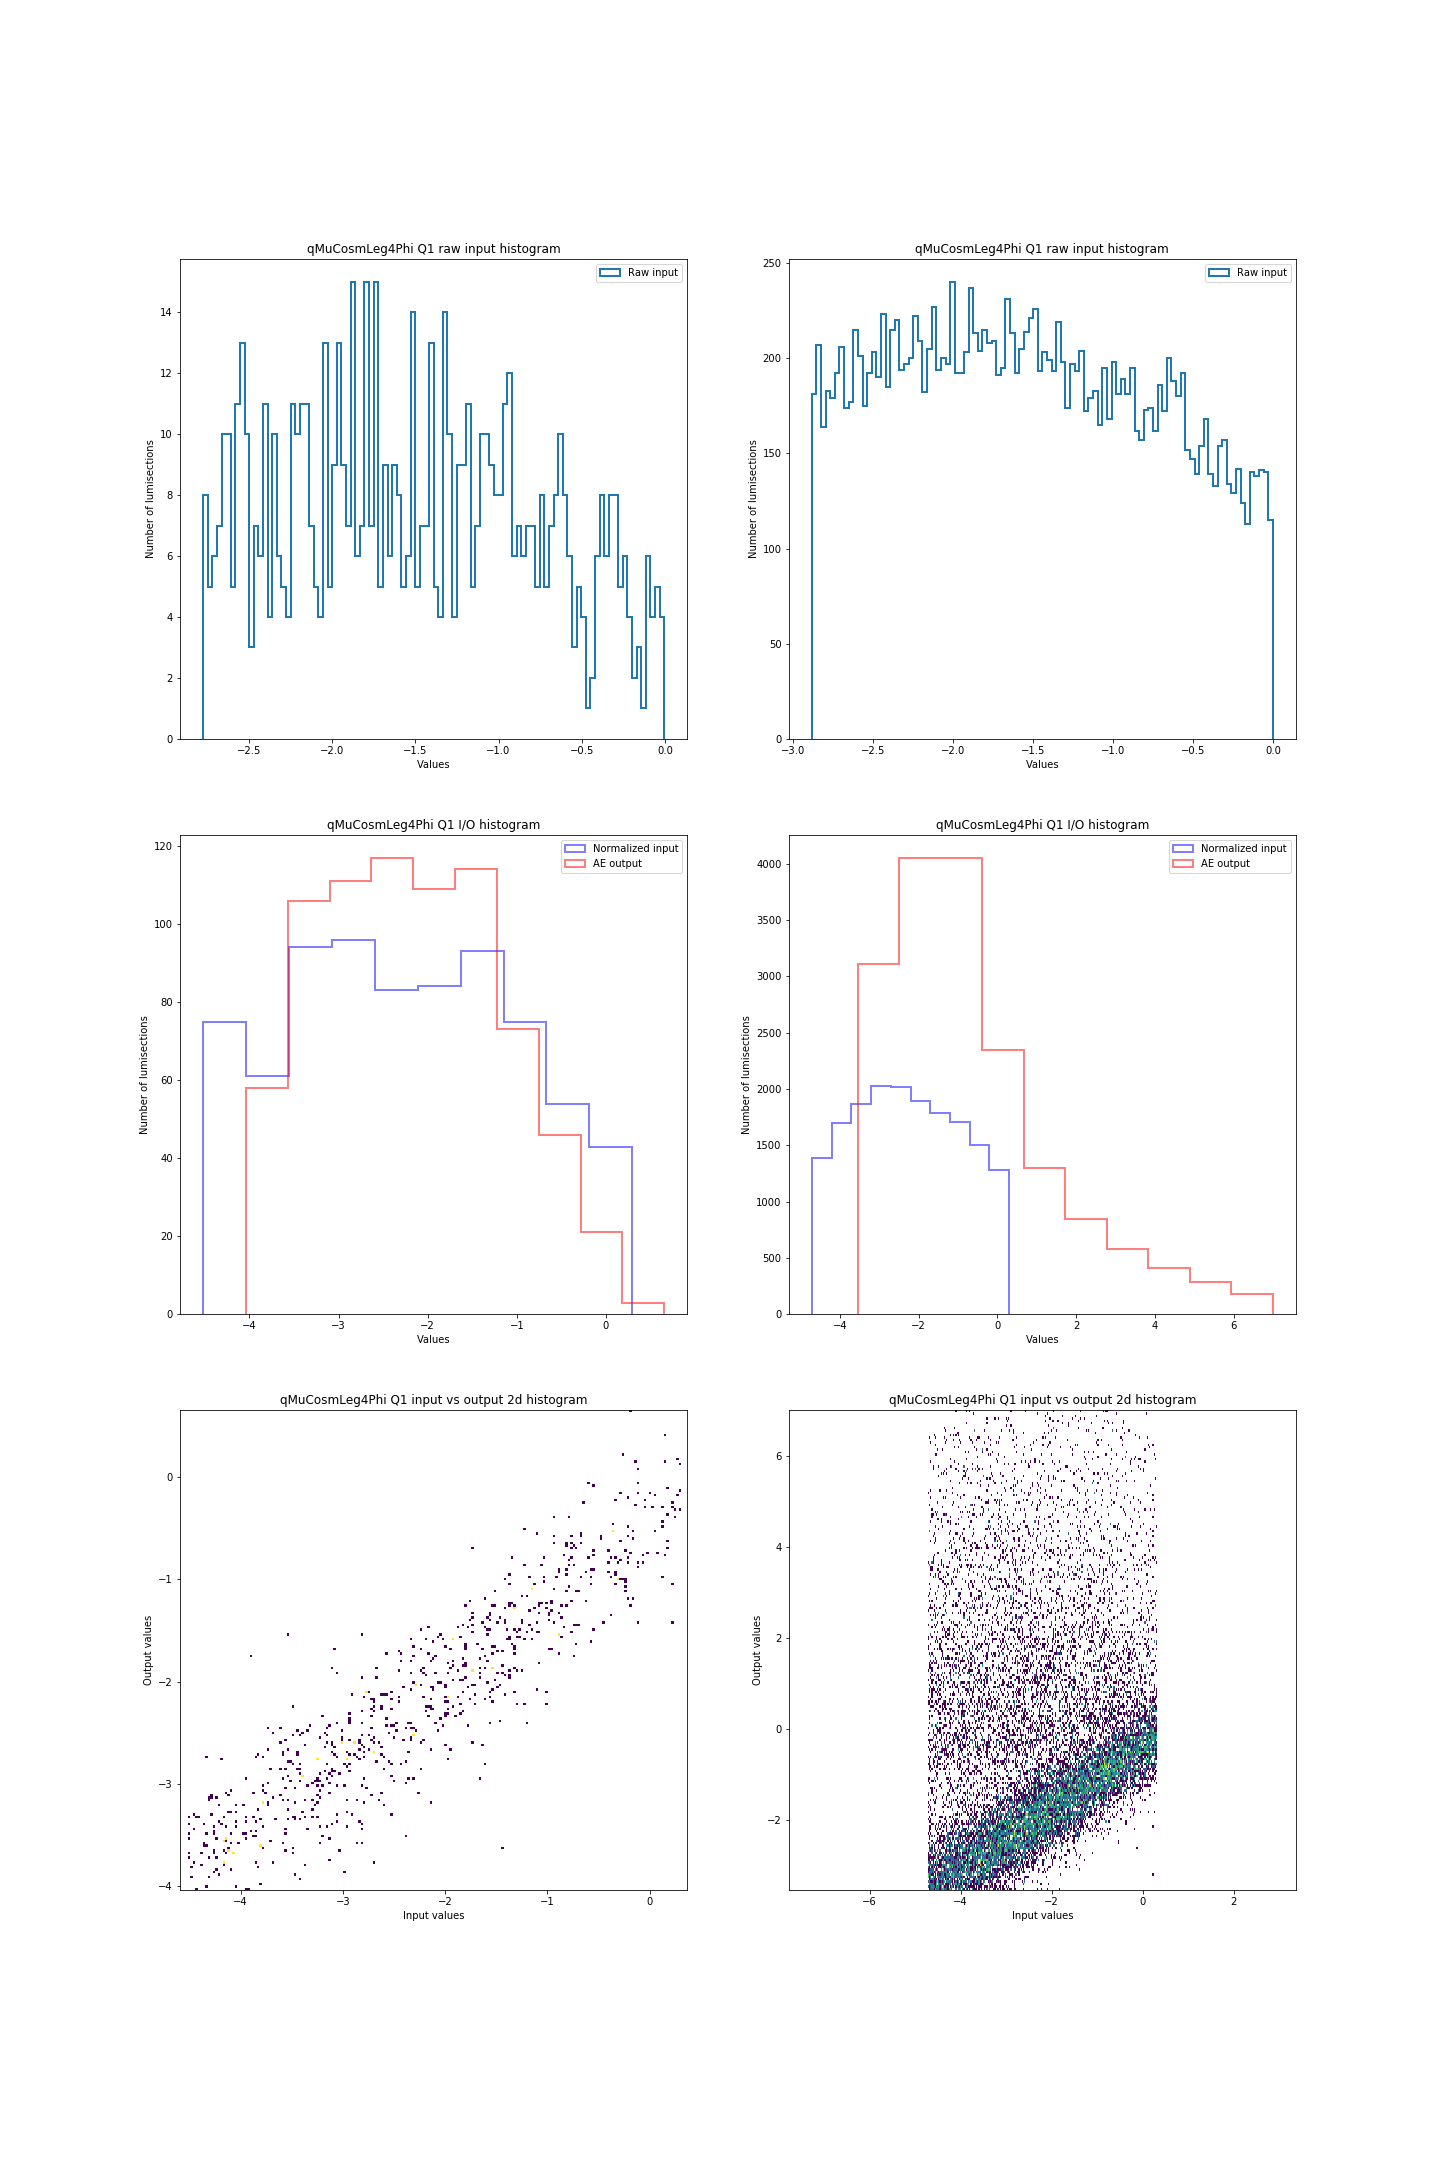 qMuCosmLeg4Phi Q1 raw input histogram
Raw input
14
12
10
8
6
4
2
0
Number of lumisections
−2.5 −2.0 −1.5 −1.0 −0.5 0.0
Values
qMuCosmLeg4Phi Q1 raw input histogram
Raw input
250
200
150
100
50
0
Number of lumisections
−3.0 −2.5 −2.0 −1.5 −1.0 −0.5 0.0
Values
qMuCosmLeg4Phi Q1 I/O histogram
Normalized input
AE output
120
100
80
60
40
20
0
Number of lumisections
−4 −3 −2 −1 0
Values
qMuCosmLeg4Phi Q1 I/O histogram
Normalized input
AE output
4000
3500
3000
2500
2000
1500
1000
500
0
Number of lumisections
−4 −2 0 2 4 6
Values
qMuCosmLeg4Phi Q1 input vs output 2d histogram
0
−1
−2
−3
−4
Output values
−4 −3 −2 −1 0
Input values
qMuCosmLeg4Phi Q1 input vs output 2d histogram
6
4
2
0
−2
Output values
−6 −4 −2 0 2
Input values